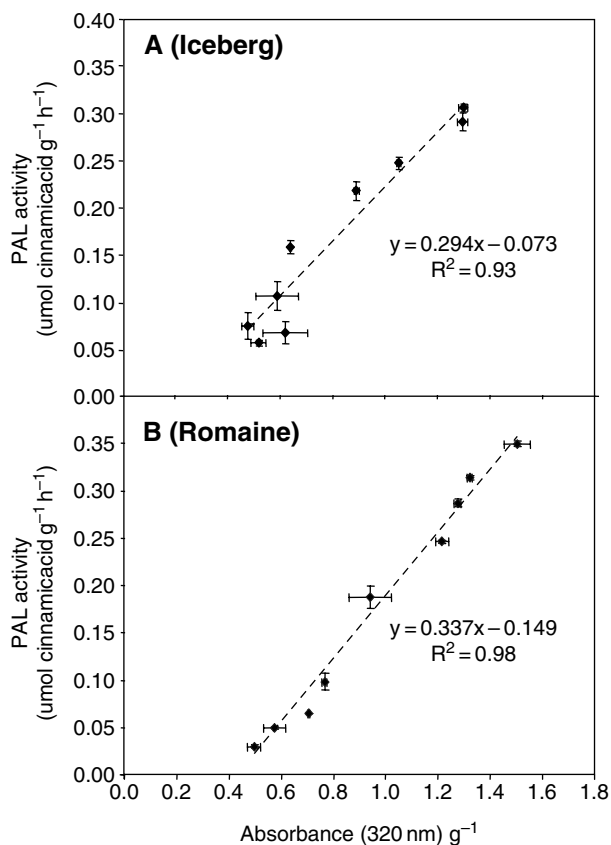 A (Iceberg)
0.40
0.35
0.30
0.25
0.20
0.15
0.10
0.05
0.00
PAL activity
(umol cinnamicacid g⁻¹ h⁻¹)
y = 0.294x – 0.073
R² = 0.93
B (Romaine)
0.35
0.30
0.25
0.20
0.15
0.10
0.05
0.00
PAL activity
(umol cinnamicacid g⁻¹ h⁻¹)
y = 0.337x – 0.149
R² = 0.98
0.0 0.2 0.4 0.6 0.8 1.0 1.2 1.4 1.6 1.8
Absorbance (320 nm) g⁻¹